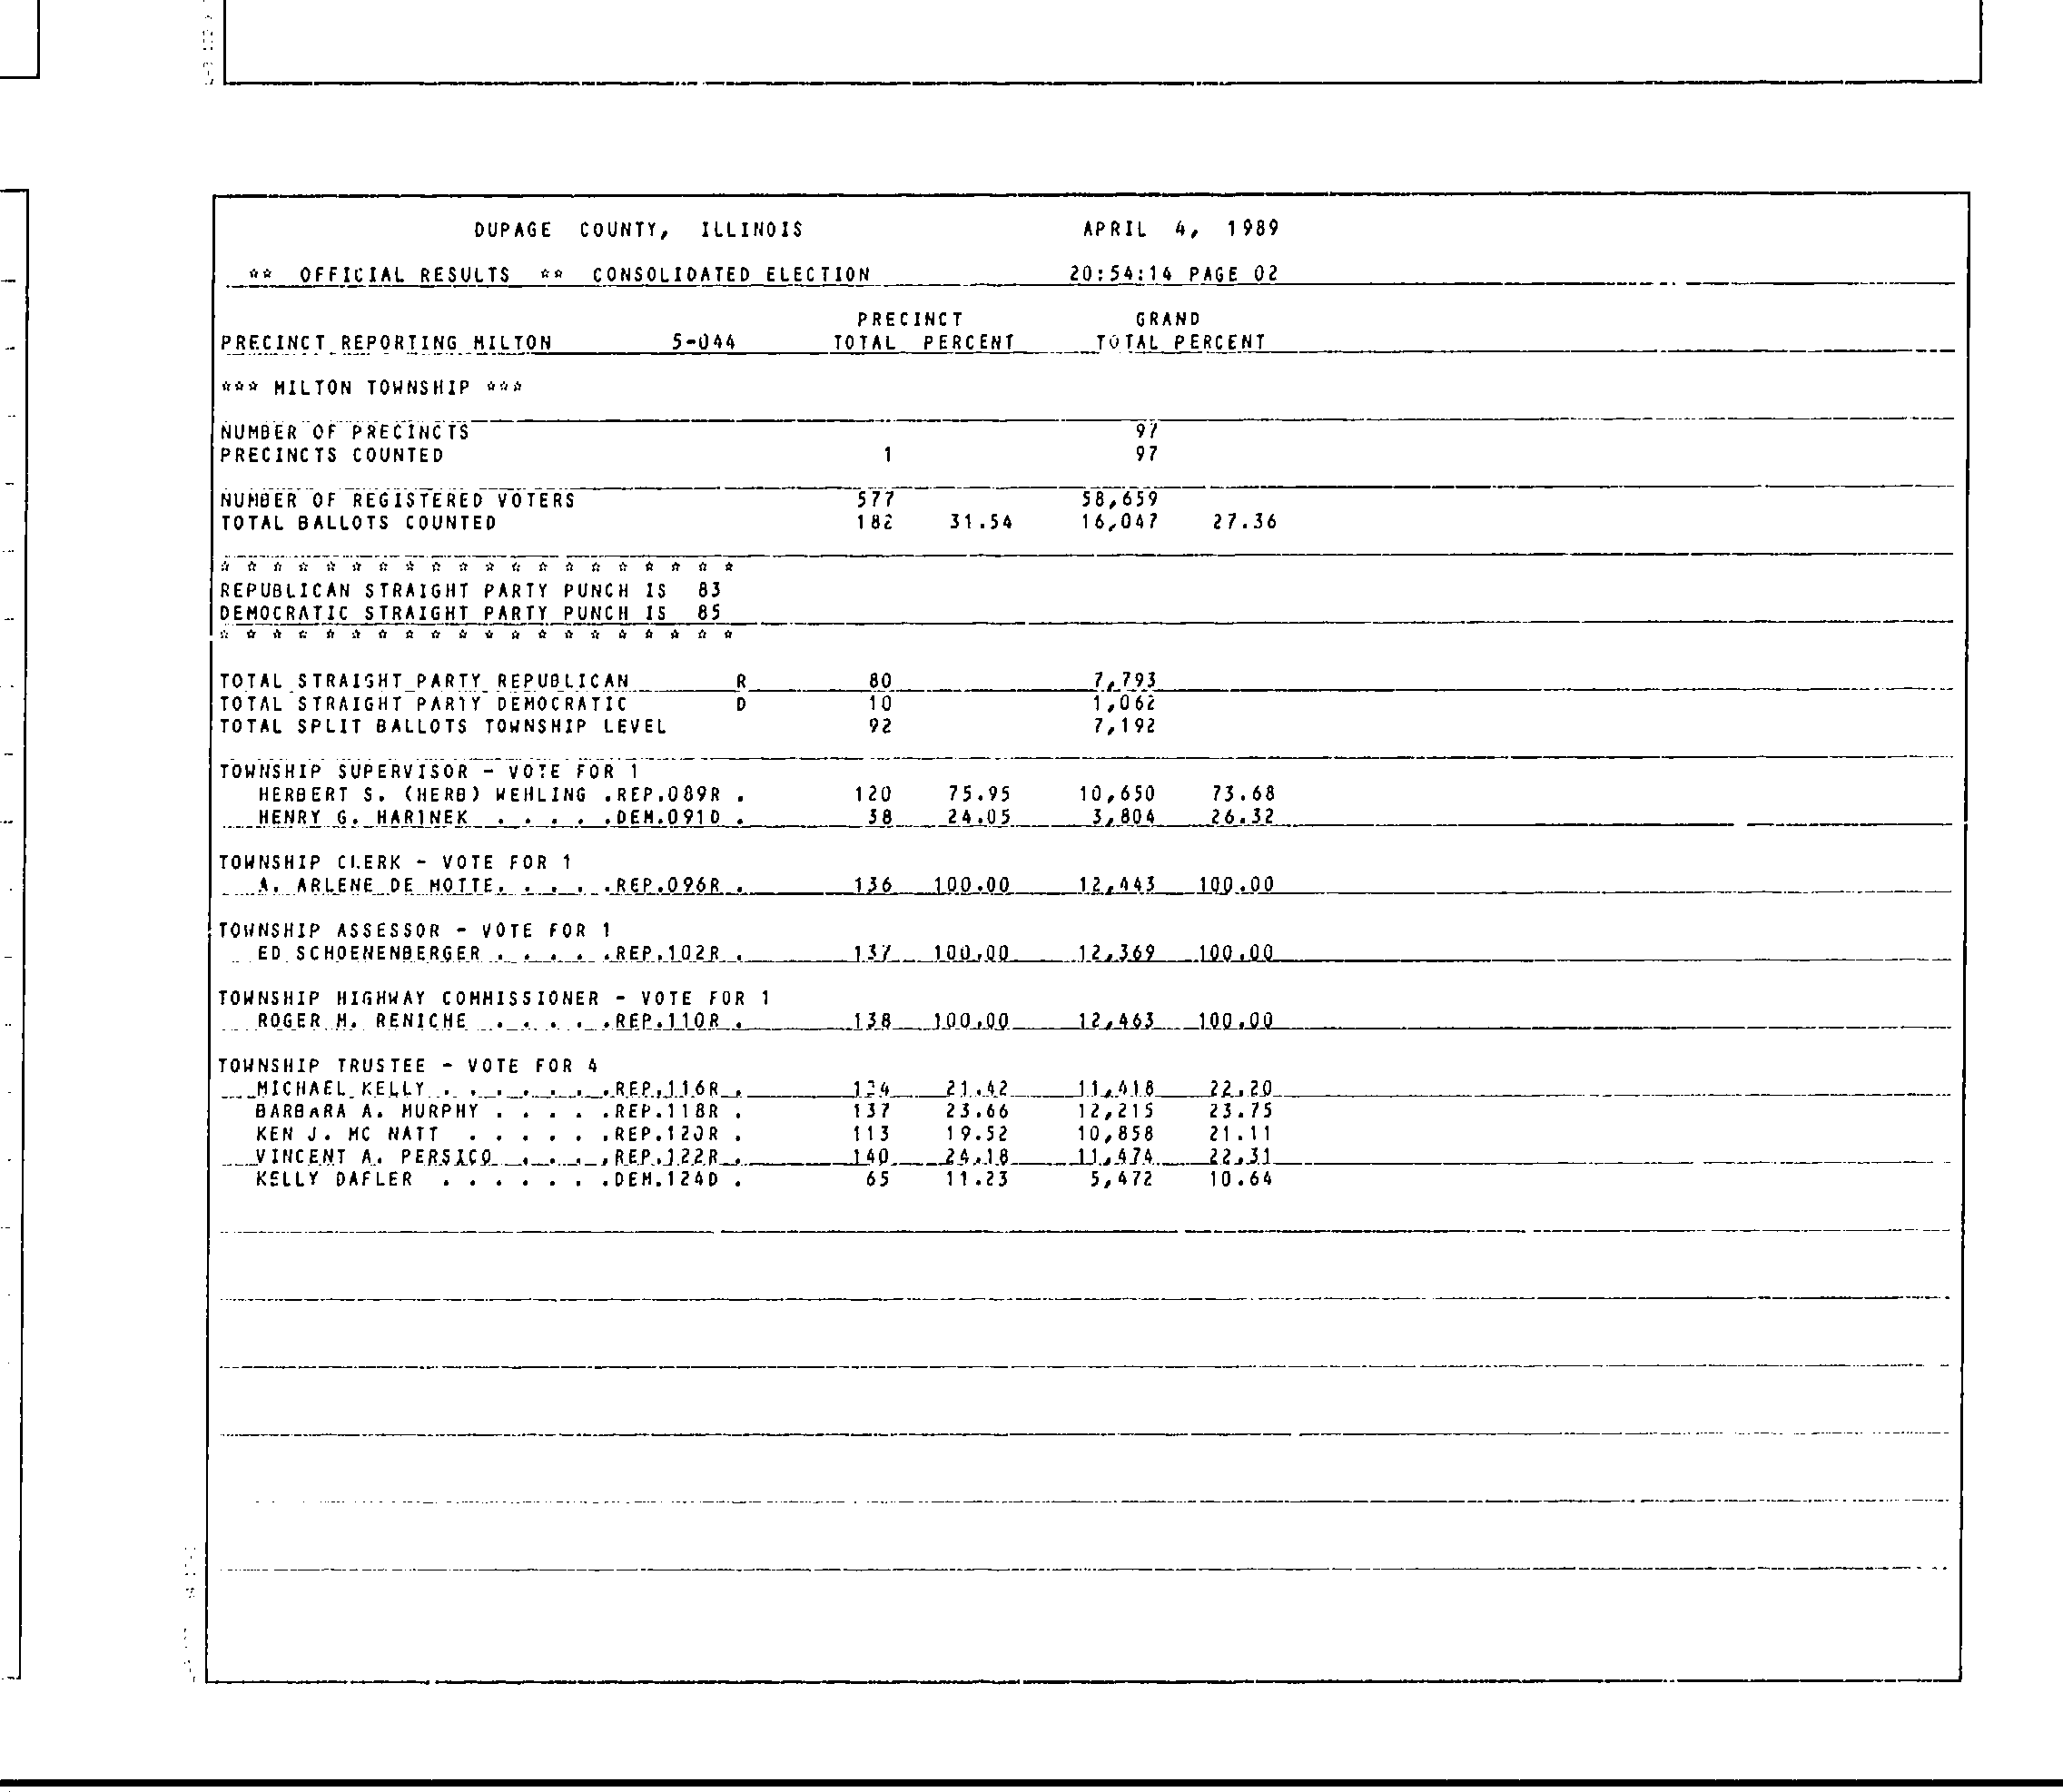 DUPAGE COUNTY, ILLINOIS APRIL 4, 1989
** OFFICIAL RESULTS ** CONSOLIDATED ELECTION 20:54:14 PAGE 02
PRECINCT GRAND
PRECINCT REPORTING MILTON 5-044 TOTAL PERCENT TOTAL PERCENT
*** MILTON TOWNSHIP ***
NUMBER OF PRECINCTS 97
PRECINCTS COUNTED 1 97
NUMBER OF REGISTERED VOTERS 577 58,659
TOTAL BALLOTS COUNTED 182 31.54 16,047 27.36
* * * * * * * * * * * * * * * * * * * *
REPUBLICAN STRAIGHT PARTY PUNCH IS 83
DEMOCRATIC STRAIGHT PARTY PUNCH IS 85
* * * * * * * * * * * * * * * * * * * *
TOTAL STRAIGHT PARTY REPUBLICAN R 80 7,793
TOTAL STRAIGHT PARTY DEMOCRATIC D 10 1,062
TOTAL SPLIT BALLOTS TOWNSHIP LEVEL 92 7,192
TOWNSHIP SUPERVISOR - VOTE FOR 1
HERBERT S. (HERB) WEHLING .REP.089R . 120 75.95 10,650 73.68
HENRY G. HARINEK . . . . .DEM.091D . 38 24.05 3,804 26.32
TOWNSHIP CLERK - VOTE FOR 1
A. ARLENE DE MOTTE. . . . .REP.096R . 136 100.00 12,443 100.00
TOWNSHIP ASSESSOR - VOTE FOR 1
ED SCHOENENBERGER . . . . .REP.102R . 137 100.00 12,369 100.00
TOWNSHIP HIGHWAY COMMISSIONER - VOTE FOR 1
ROGER M. RENICHE . . . . .REP.110R . 138 100.00 12,463 100.00
TOWNSHIP TRUSTEE - VOTE FOR 4
MICHAEL KELLY . . . . . . .REP.116R . 124 21.42 11,418 22.20
BARBARA A. MURPHY . . . . .REP.118R . 137 23.66 12,215 23.75
KEN J. MC NATT . . . . . .REP.120R . 113 19.52 10,858 21.11
VINCENT A. PERSICO . . . .REP.122R . 140 24.18 11,474 22.31
KELLY DAFLER . . . . . . .DEM.124D . 65 11.23 5,472 10.64